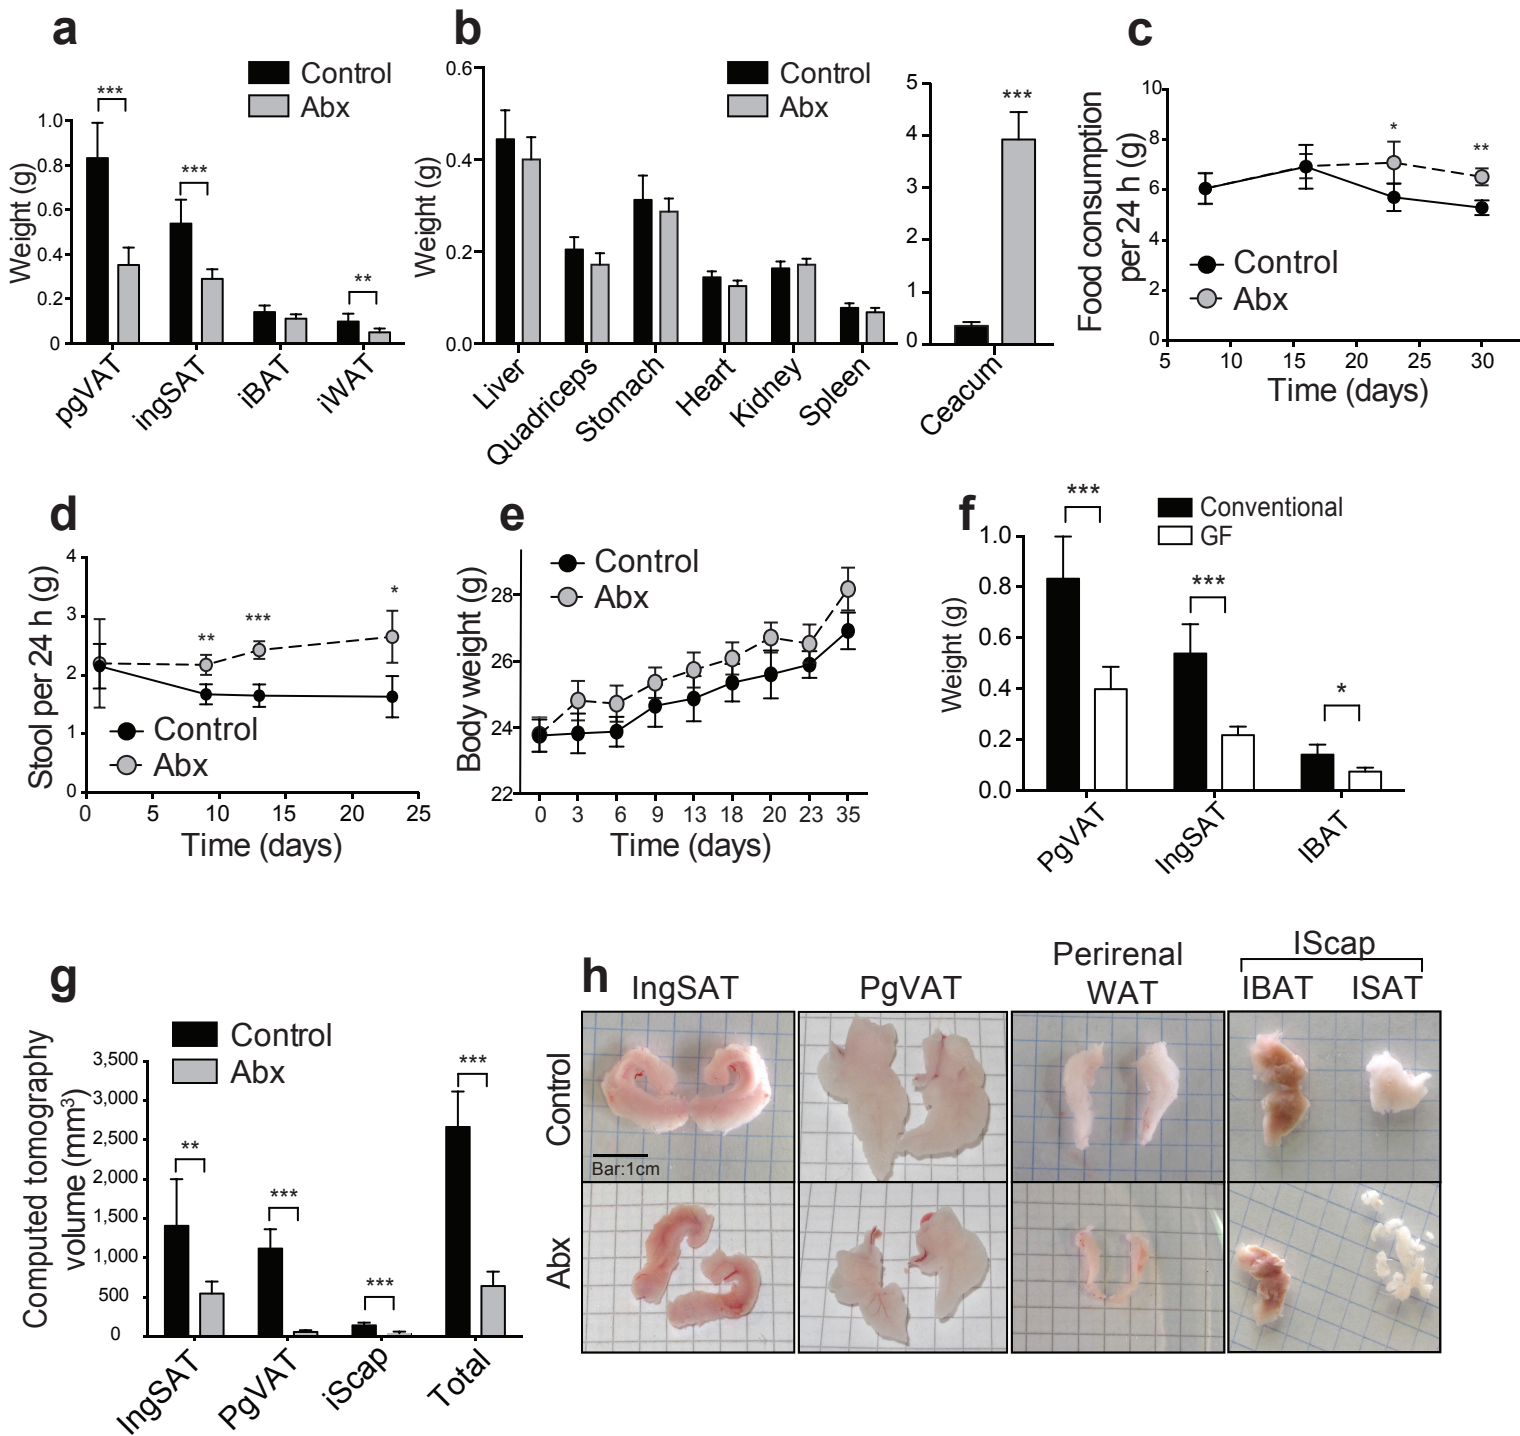 a
Control
Abx
***
***
**
Weight (g)
1.0
0.8
0.6
0.4
0.2
0
pgVAT
ingSAT
iBAT
iWAT
b
Control
Abx
Weight (g)
0.6
0.4
0.2
0.0
Liver
Quadriceps
Stomach
Heart
Kidney
Spleen
***
5
4
3
2
1
0
Ceacum
c
Food consumption
per 24 h (g)
10
8
6
4
2
0
*
**
Control
Abx
5 10 15 20 25 30
Time (days)
d
Stool per 24 h (g)
4
3
2
1
0
**
***
*
Control
Abx
0 5 10 15 20 25
Time (days)
e
Control
Abx
Body weight (g)
28
26
24
22
0 3 6 9 13 18 20 23 35
Time (days)
f
Conventional
GF
***
***
*
Weight (g)
1.0
0.8
0.6
0.4
0.2
0.0
PgVAT
IngSAT
IBAT
g
Control
Abx
Computed tomography
volume (mm³)
3,500
3,000
2,500
2,000
1,500
1,000
500
0
**
***
***
***
IngSAT
PgVAT
iScap
Total
h
IngSAT
PgVAT
Perirenal
WAT
IScap
IBAT ISAT
Control
Bar:1cm
Abx